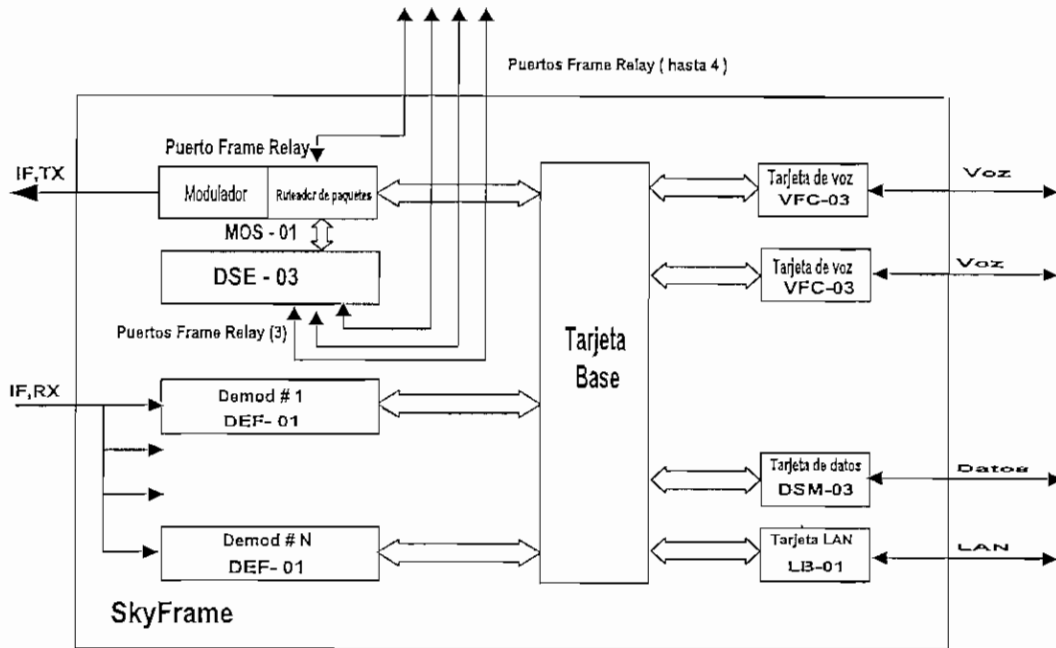 Puertos Frame Relay ( hasta 4 )
Puerto Frame Relay
IF,TX
Modulador
Ruteador de paquetes
MOS - 01
DSE - 03
Puertos Frame Relay (3)
IF,RX
Demod # 1
DEF- 01
Demod # N
DEF- 01
SkyFrame
Tarjeta
Base
Tarjeta de voz
VFC-03
Voz
Tarjeta de voz
VFC-03
Voz
Tarjeta de datos
DSM-03
Datos
Tarjeta LAN
LB-01
LAN